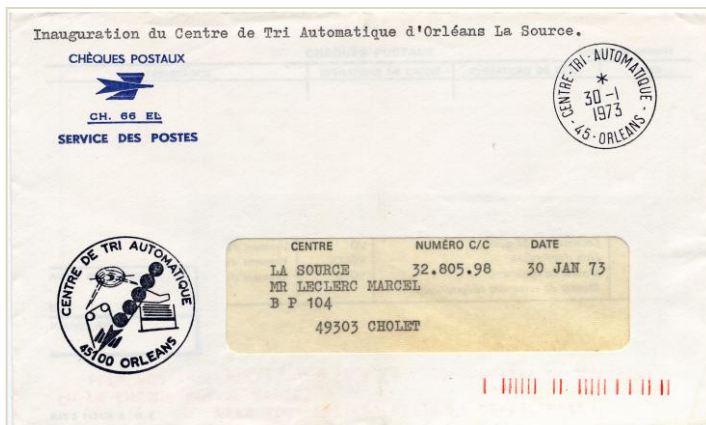 Inauguration du Centre de Tri Automatique d'Orléans La Source.
CHÈQUES POSTAUX
CH. 66 EL
SERVICE DES POSTES
CENTRE-TRI-AUTOMATIQUE
*
30-1
1973
- 45-ORLEANS -
CENTRE DE TRI AUTOMATIQUE
45100 ORLEANS
CENTRE NUMÉRO C/C DATE
LA SOURCE 32.805.98 30 JAN 73
MR LECLERC MARCEL
B P 104
49303 CHOLET